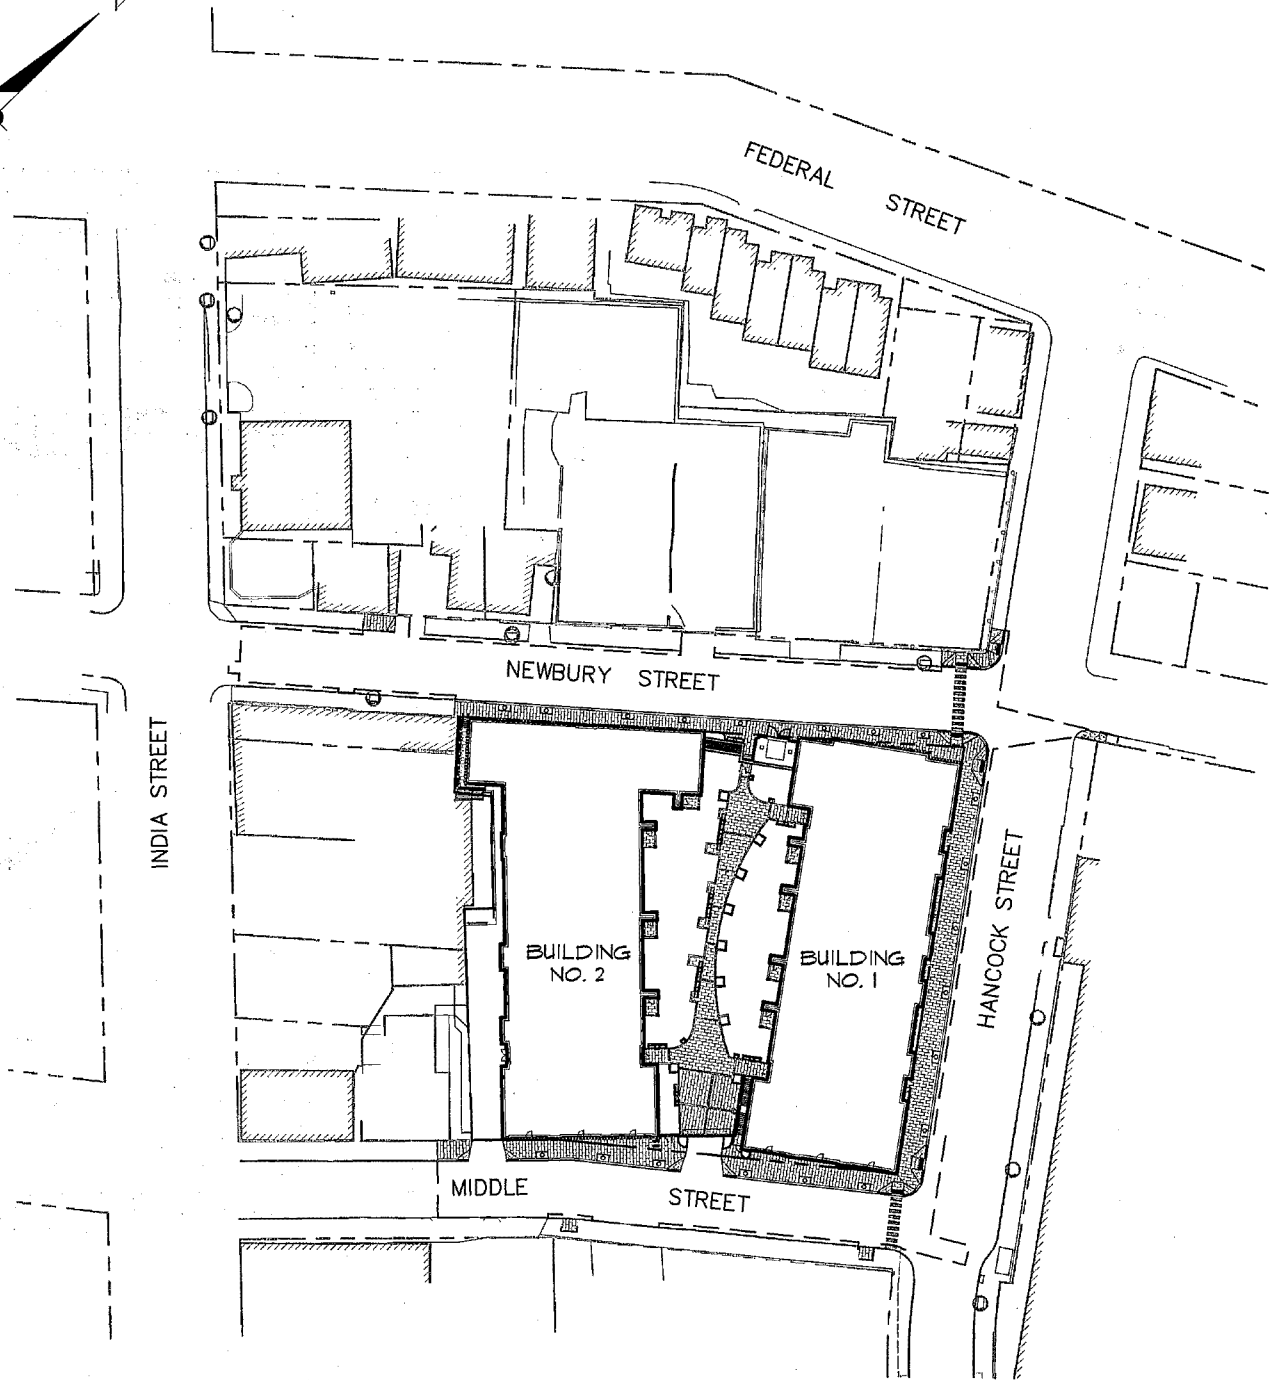 FEDERAL STREET
NEWBURY STREET
INDIA STREET
HANCOCK STREET
BUILDING
NO. 2
BUILDING
NO. 1
MIDDLE STREET